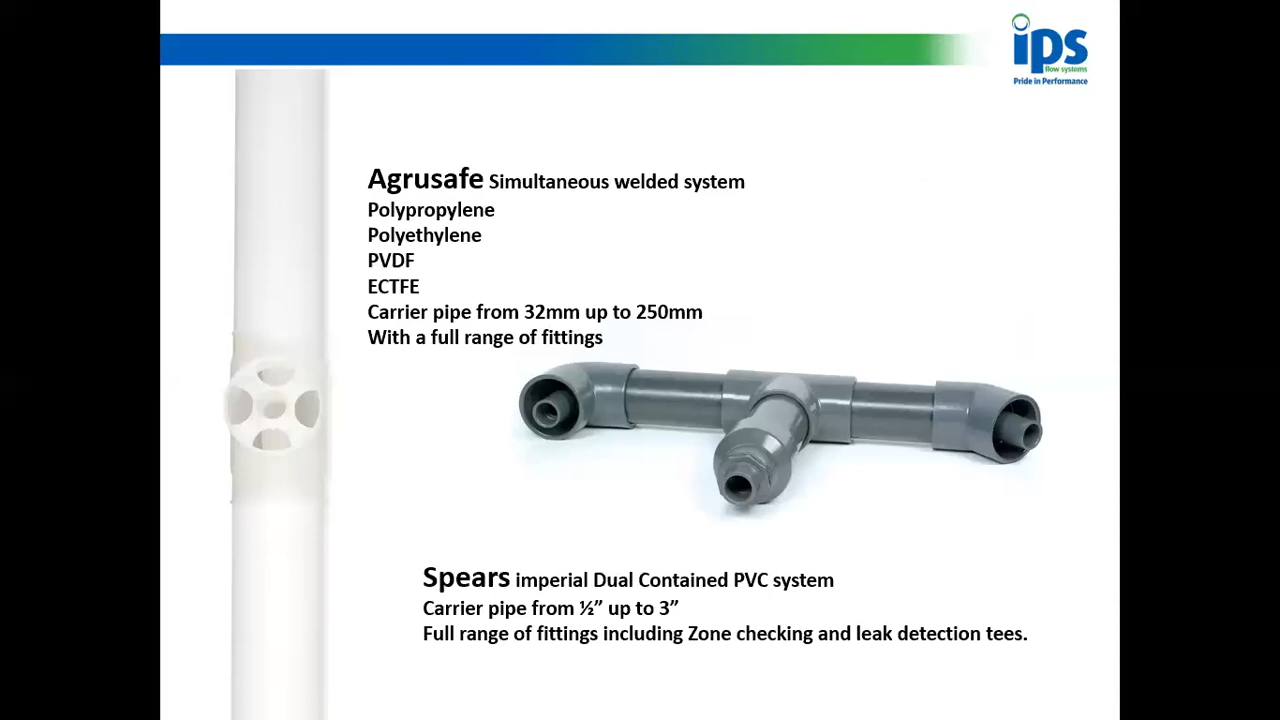 ips
flow systems
Pride in Performance
Agrusafe Simultaneous welded system
Polypropylene
Polyethylene
PVDF
ECTFE
Carrier pipe from 32mm up to 250mm
With a full range of fittings
Spears imperial Dual Contained PVC system
Carrier pipe from ½” up to 3”
Full range of fittings including Zone checking and leak detection tees.